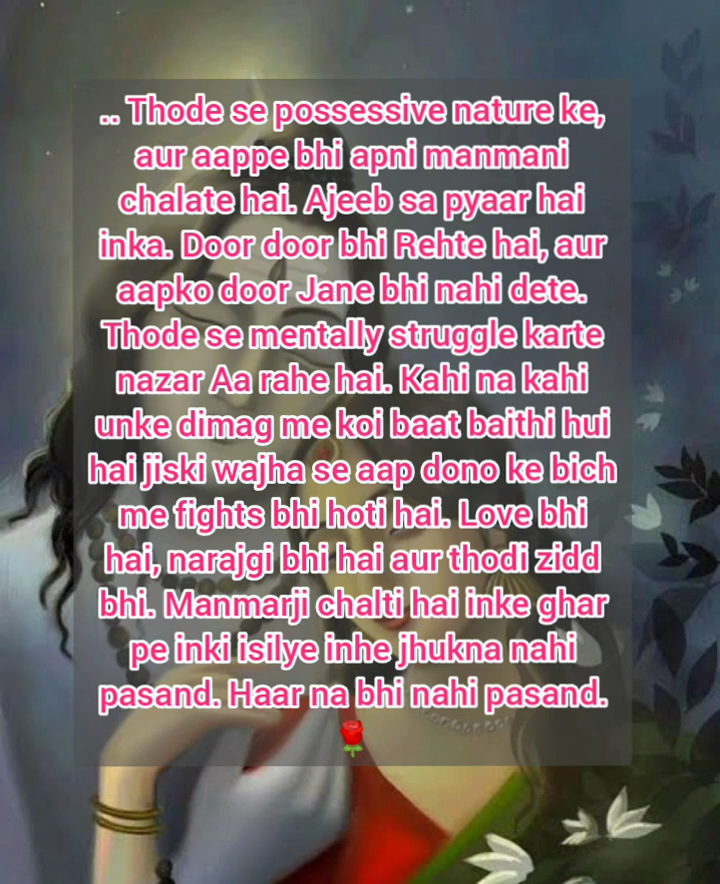 .. Thode se possessive nature ke,
aur aappe bhi apni manmani
chalate hai. Ajeeb sa pyaar hai
inka. Door door bhi Rehte hai, aur
aapko door Jane bhi nahi dete.
Thode se mentally struggle karte
nazar Aa rahe hai. Kahi na kahi
unke dimag me koi baat baithi hui
hai jiski wajha se aap dono ke bich
me fights bhi hoti hai. Love bhi
hai, narajgi bhi hai aur thodi zidd
bhi. Manmarji chalti hai inke ghar
pe inki isilye inhe jhukna nahi
pasand. Haar na bhi nahi pasand.
🌹